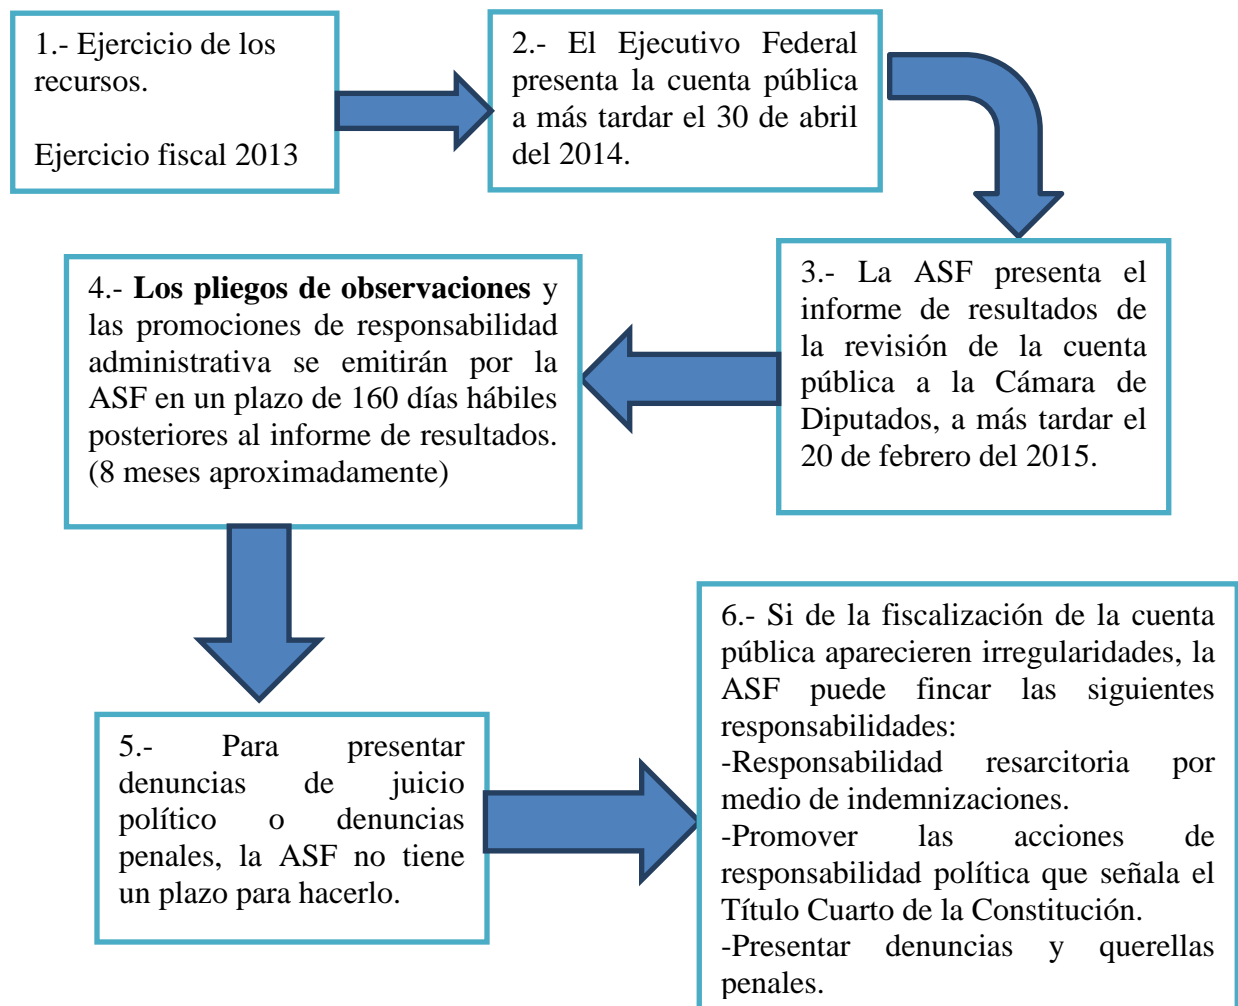 1.- Ejercicio de los
recursos.
Ejercicio fiscal 2013
2.- El Ejecutivo Federal
presenta la cuenta pública
a más tardar el 30 de abril
del 2014.
3.- La ASF presenta el
informe de resultados de
la revisión de la cuenta
pública a la Cámara de
Diputados, a más tardar el
20 de febrero del 2015.
4.- Los pliegos de observaciones y
las promociones de responsabilidad
administrativa se emitirán por la
ASF en un plazo de 160 días hábiles
posteriores al informe de resultados.
(8 meses aproximadamente)
5.- Para presentar
denuncias de juicio
político o denuncias
penales, la ASF no tiene
un plazo para hacerlo.
6.- Si de la fiscalización de la cuenta
pública aparecieren irregularidades, la
ASF puede fincar las siguientes
responsabilidades:
-Responsabilidad resarcitoria por
medio de indemnizaciones.
-Promover las acciones de
responsabilidad política que señala el
Título Cuarto de la Constitución.
-Presentar denuncias y querellas
penales.